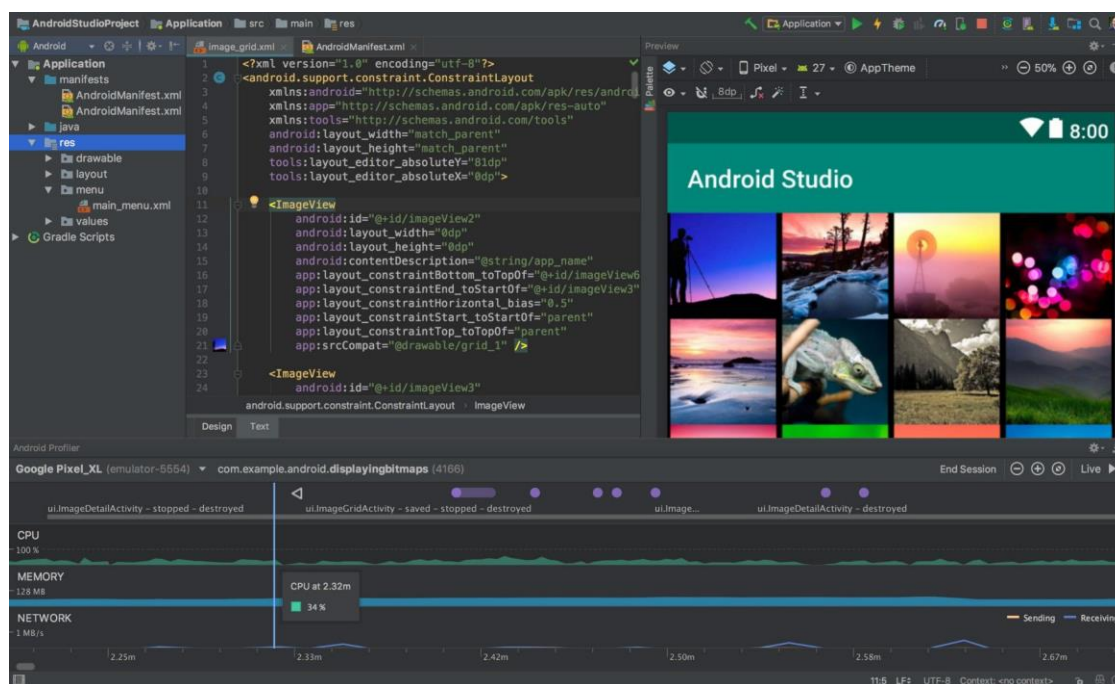 AndroidStudioProject Application src main res
Application
Android
image_grid.xml AndroidManifest.xml
Preview
Application
manifests
AndroidManifest.xml
AndroidManifest.xml
java
res
drawable
layout
menu
main_menu.xml
values
Gradle Scripts
1 <?xml version="1.0" encoding="utf-8"?>
2 <android.support.constraint.ConstraintLayout
3 xmlns:android="http://schemas.android.com/apk/res/androi
4 xmlns:app="http://schemas.android.com/apk/res-auto"
5 xmlns:tools="http://schemas.android.com/tools"
6 android:layout_width="match_parent"
7 android:layout_height="match_parent"
8 tools:layout_editor_absoluteY="81dp"
9 tools:layout_editor_absoluteX="0dp">
10
11 <ImageView
12 android:id="@+id/imageView2"
13 android:layout_width="0dp"
14 android:layout_height="0dp"
15 android:contentDescription="@string/app_name"
16 app:layout_constraintBottom_toTopOf="@+id/imageView6
17 app:layout_constraintEnd_toStartOf="@+id/imageView3"
18 app:layout_constraintHorizontal_bias="0.5"
19 app:layout_constraintStart_toStartOf="parent"
20 app:layout_constraintTop_toTopOf="parent"
21 app:srcCompat="@drawable/grid_1" />
22
23 <ImageView
24 android:id="@+id/imageView3"
android.support.constraint.ConstraintLayout ImageView
Design Text
Palette
Pixel 27 AppTheme 50%
8dp
8:00
Android Studio
Android Profiler
Google Pixel_XL (emulator-5554) com.example.android.displayingbitmaps (4166)
End Session Live
ui.ImageDetailActivity – stopped – destroyed
ui.ImageGridActivity – saved – stopped – destroyed
ui.Image...
ui.ImageDetailActivity – destroyed
CPU
100 %
MEMORY
128 MB
CPU at 2.32m
34 %
NETWORK
1 MB/s
Sending Receiving
2.25m 2.33m 2.42m 2.50m 2.58m 2.67m
11:5 LF÷ UTF-8 Context: <no context>